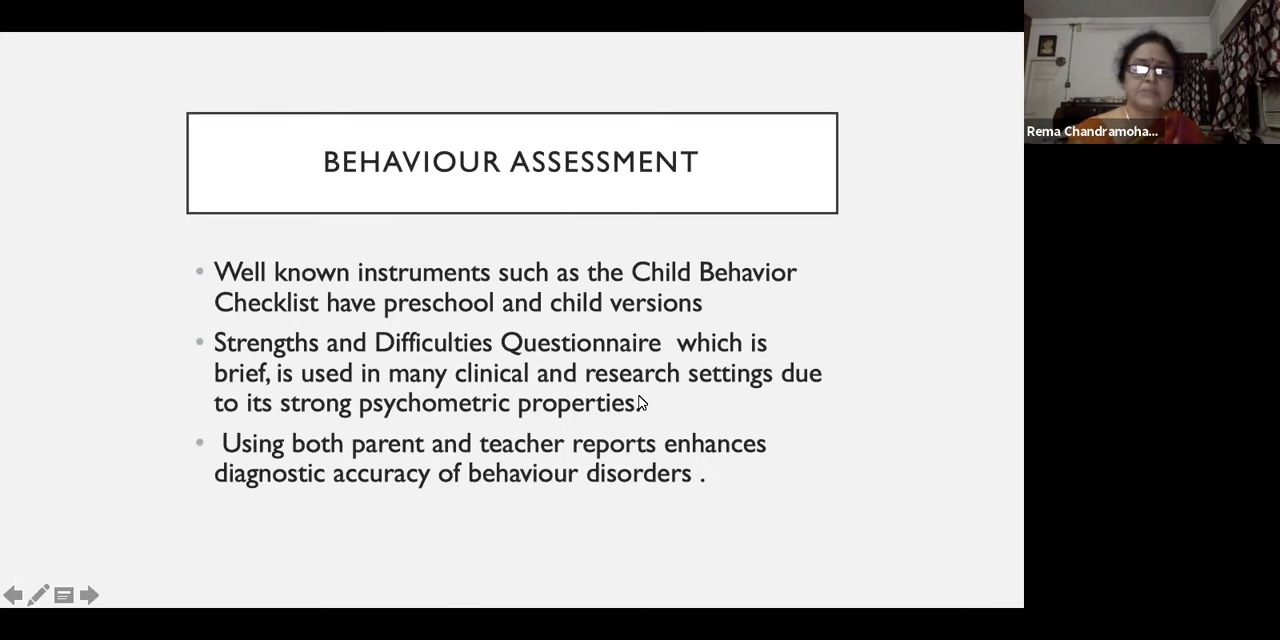 BEHAVIOUR ASSESSMENT
• Well known instruments such as the Child Behavior
Checklist have preschool and child versions
• Strengths and Difficulties Questionnaire which is
brief, is used in many clinical and research settings due
to its strong psychometric properties.
• Using both parent and teacher reports enhances
diagnostic accuracy of behaviour disorders .
Rema Chandramoha...